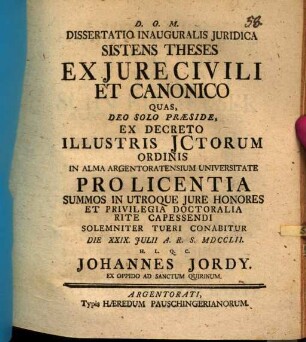 58.
D. O. M.
DISSERTATIO INAUGURALIS JURIDICA
SISTENS THESES
EX JURE CIVILI
ET CANONICO
QUAS,
DEO SOLO PRÆSIDE,
EX DECRETO
ILLUSTRIS JCTORUM
ORDINIS
IN ALMA ARGENTORATENSIUM UNIVERSITATE
PRO LICENTIA
SUMMOS IN UTROQUE JURE HONORES
ET PRIVILEGIA DOCTORALIA
RITE CAPESSENDI
SOLEMNITER TUERI CONABITUR
DIE XXIX. JULII A. R. S. MDCCLII.
H. L. Q. C.
JOHANNES JORDY.
EX OPPIDO AD SANCTUM QUIRINUM.
ARGENTORATI,
Typis HÆREDUM PAUSCHINGERIANORUM.